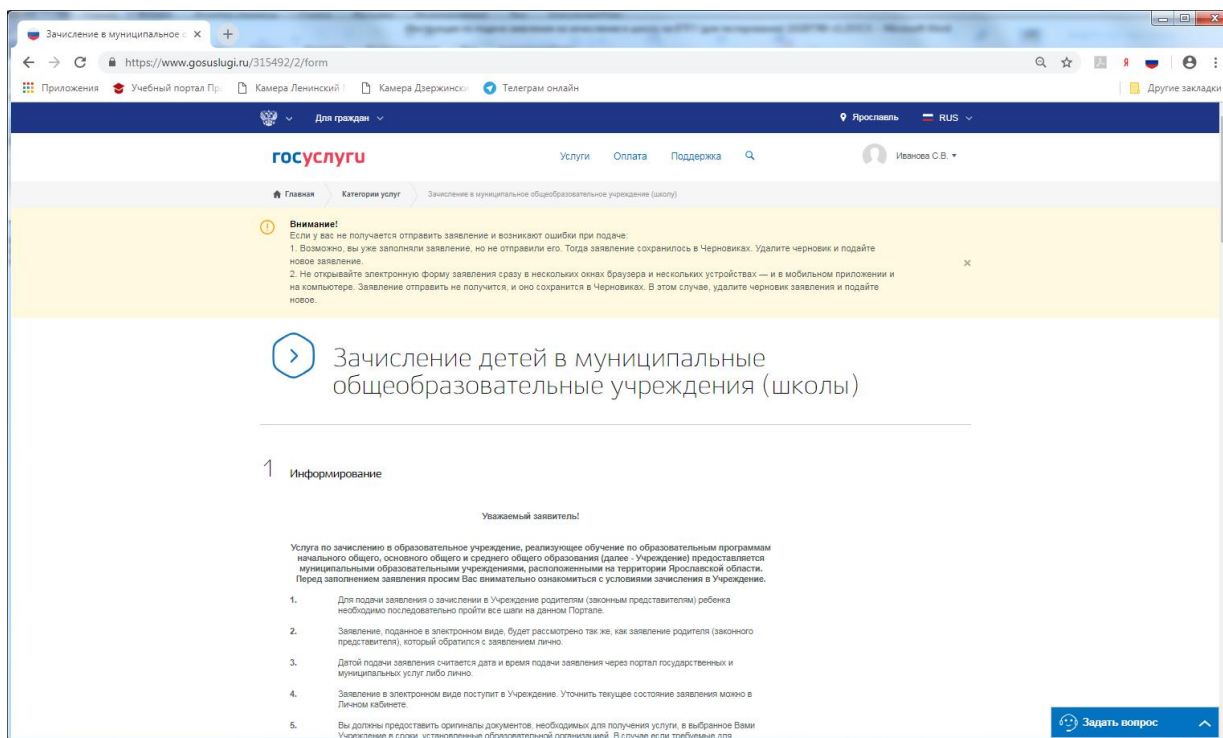 Зачисление в муниципальное с
https://www.gosuslugi.ru/315492/2/form
Приложения Учебный портал Пр Камера Ленинский Камера Дзержинск Телеграм онлайн Другие закладки
Для граждан Ярославль RUS
госуслуги Услуги Оплата Поддержка Иванова С.В.
Главная Категории услуг Зачисление в муниципальное общеобразовательное учреждение (школу)
Внимание!
Если у вас не получается отправить заявление и возникают ошибки при подаче:
1. Возможно, вы уже заполняли заявление, но не отправили его. Тогда заявление сохранилось в Черновиках. Удалите черновик и подайте
новое заявление.
2. Не открывайте электронную форму заявления сразу в нескольких окнах браузера и нескольких устройствах — и в мобильном приложении и
на компьютере. Заявление отправить не получится, и оно сохранится в Черновиках. В этом случае, удалите черновик заявления и подайте
новое.
Зачисление детей в муниципальные
общеобразовательные учреждения (школы)
1 Информирование
Уважаемый заявитель!
Услуга по зачислению в образовательное учреждение, реализующее обучение по образовательным программам
начального общего, основного общего и среднего общего образования (далее - Учреждение) предоставляется
муниципальными образовательными учреждениями, расположенными на территории Ярославской области.
Перед заполнением заявления просим Вас внимательно ознакомиться с условиями зачисления в Учреждение.
1. Для подачи заявления о зачислении в Учреждение родителям (законным представителям) ребенка
необходимо последовательно пройти все шаги на данном Портале.
2. Заявление, поданное в электронном виде, будет рассмотрено так же, как заявление родителя (законного
представителя), который обратился с заявлением лично.
3. Датой подачи заявления считается дата и время подачи заявления через портал государственных и
муниципальных услуг либо лично.
4. Заявление в электронном виде поступит в Учреждение. Уточнить текущее состояние заявления можно в
Личном кабинете.
5. Вы должны предоставить оригиналы документов, необходимых для получения услуги, в выбранное Вами
Учреждение в сроки, установленные образовательной организацией. В случае если требуемые для
Задать вопрос